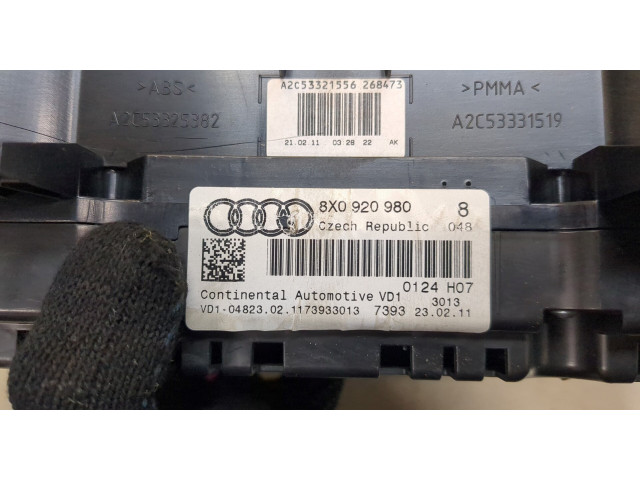 >ABS<
A2C53325382
A2C53321556 268473
21.02.11 03 28 22 AK
>PMMA<
A2C53331519
8X0 920 980 8
Czech Republic 048
0124 H07
Continental Automotive VD1 3013
VD1-04823.02.1173933013 7393 23.02.11